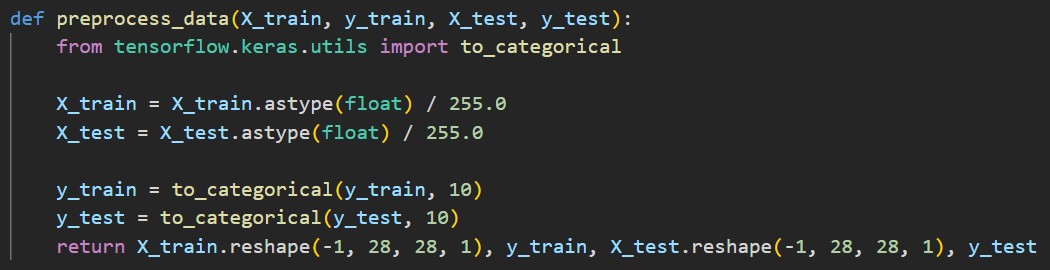 def preprocess_data(X_train, y_train, X_test, y_test):
    from tensorflow.keras.utils import to_categorical

    X_train = X_train.astype(float) / 255.0
    X_test = X_test.astype(float) / 255.0

    y_train = to_categorical(y_train, 10)
    y_test = to_categorical(y_test, 10)
    return X_train.reshape(-1, 28, 28, 1), y_train, X_test.reshape(-1, 28, 28, 1), y_test